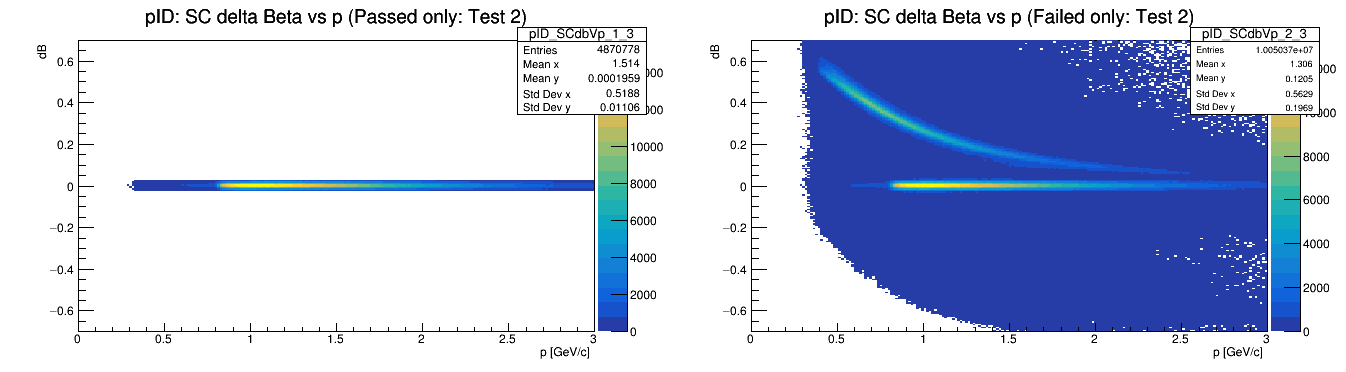 pID: SC delta Beta vs p (Passed only: Test 2)
pID_SCdbVp_1_3
Entries 4870778
Mean x 1.514
Mean y 0.0001959
Std Dev x 0.5188
Std Dev y 0.01106
dB
0.6
0.4
0.2
0
−0.2
−0.4
−0.6
0 0.5 1 1.5 2 2.5 3
p [GeV/c]
000
000
10000
8000
6000
4000
2000
0
pID: SC delta Beta vs p (Failed only: Test 2)
pID_SCdbVp_2_3
Entries 1.005037e+07
Mean x 1.306
Mean y 0.1205
Std Dev x 0.5629
Std Dev y 0.1969
dB
0.6
0.4
0.2
0
−0.2
−0.4
−0.6
0 0.5 1 1.5 2 2.5 3
p [GeV/c]
000
000
8000
6000
4000
2000
0